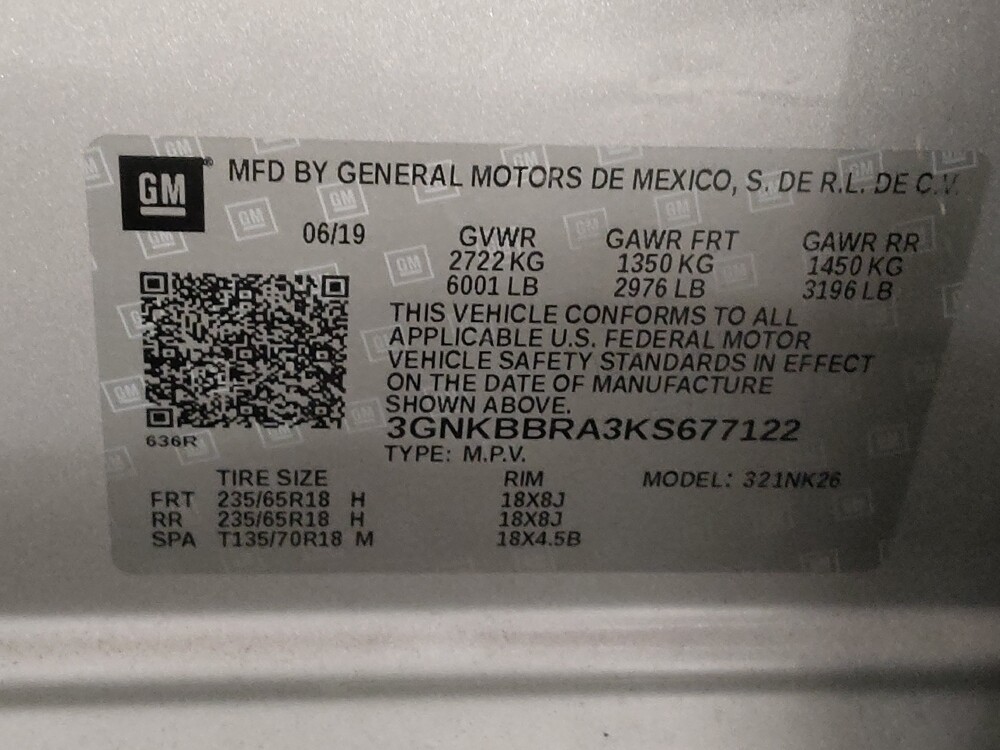 GM ® MFD BY GENERAL MOTORS DE MEXICO, S. DE R.L. DE C.V.
06/19 GVWR GAWR FRT GAWR RR
2722 KG 1350 KG 1450 KG
6001 LB 2976 LB 3196 LB
THIS VEHICLE CONFORMS TO ALL
APPLICABLE U.S. FEDERAL MOTOR
VEHICLE SAFETY STANDARDS IN EFFECT
ON THE DATE OF MANUFACTURE
SHOWN ABOVE.
3GNKBBRA3KS677122
636R
TYPE: M.P.V.
TIRE SIZE RIM MODEL: 321NK26
FRT 235/65R18 H 18X8J
RR 235/65R18 H 18X8J
SPA T135/70R18 M 18X4.5B